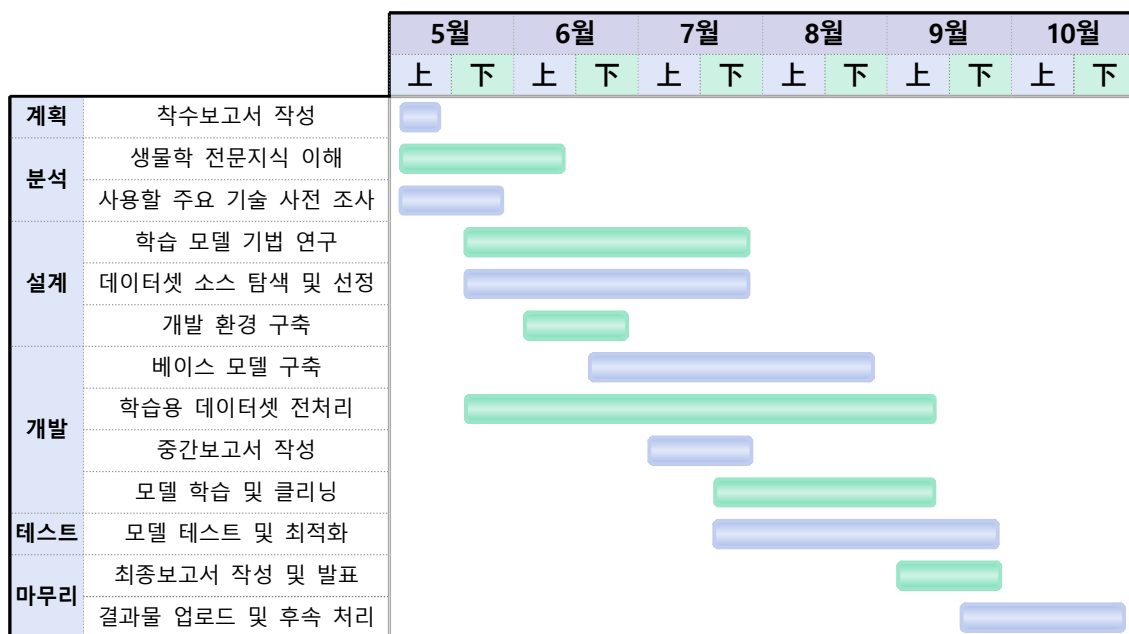 5월 6월 7월 8월 9월 10월
上 下 上 下 上 下 上 下 上 下 上 下
계획 착수보고서 작성
분석 생물학 전문지식 이해
사용할 주요 기술 사전 조사
설계 학습 모델 기법 연구
데이터셋 소스 탐색 및 선정
개발 환경 구축
개발 베이스 모델 구축
학습용 데이터셋 전처리
중간보고서 작성
모델 학습 및 클리닝
테스트 모델 테스트 및 최적화
마무리 최종보고서 작성 및 발표
결과물 업로드 및 후속 처리